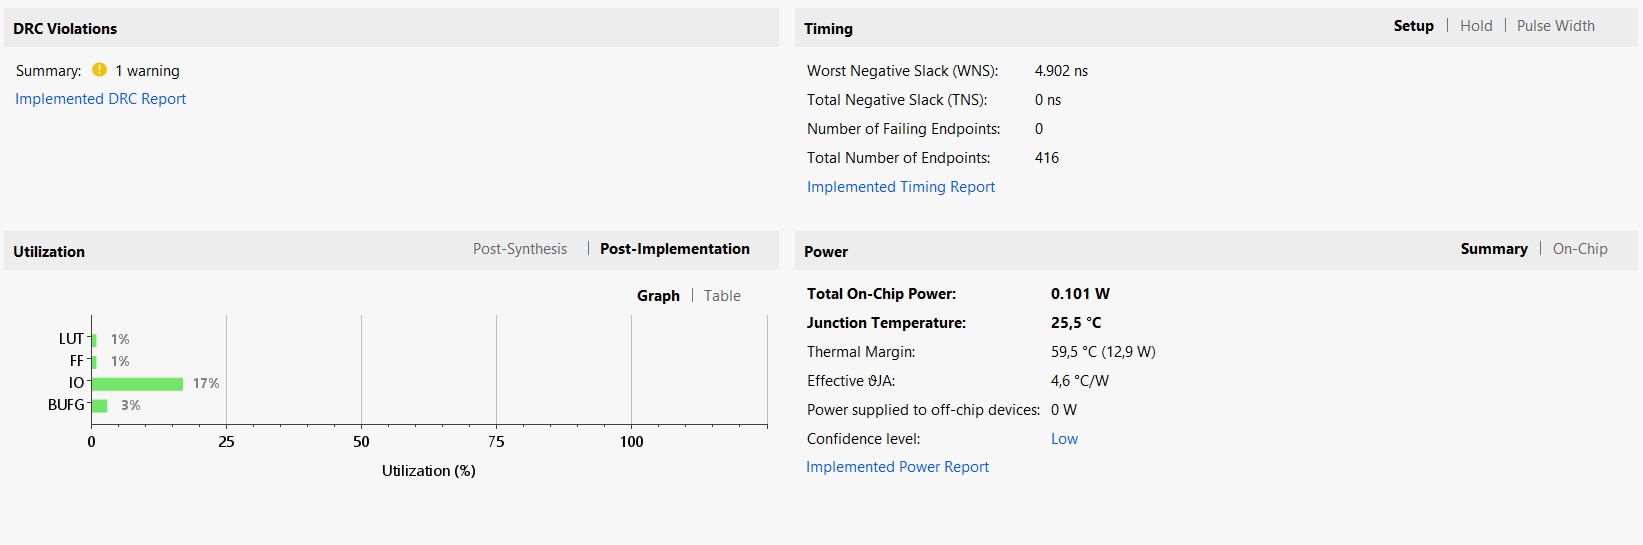 DRC Violations
Summary: 1 warning
Implemented DRC Report
Timing
Setup | Hold | Pulse Width
Worst Negative Slack (WNS): 4.902 ns
Total Negative Slack (TNS): 0 ns
Number of Failing Endpoints: 0
Total Number of Endpoints: 416
Implemented Timing Report
Utilization
Post-Synthesis | Post-Implementation
Graph | Table
LUT 1%
FF 1%
IO 17%
BUFG 3%
0 25 50 75 100
Utilization (%)
Power
Summary | On-Chip
Total On-Chip Power: 0.101 W
Junction Temperature: 25,5 °C
Thermal Margin: 59,5 °C (12,9 W)
Effective ϑJA: 4,6 °C/W
Power supplied to off-chip devices: 0 W
Confidence level: Low
Implemented Power Report